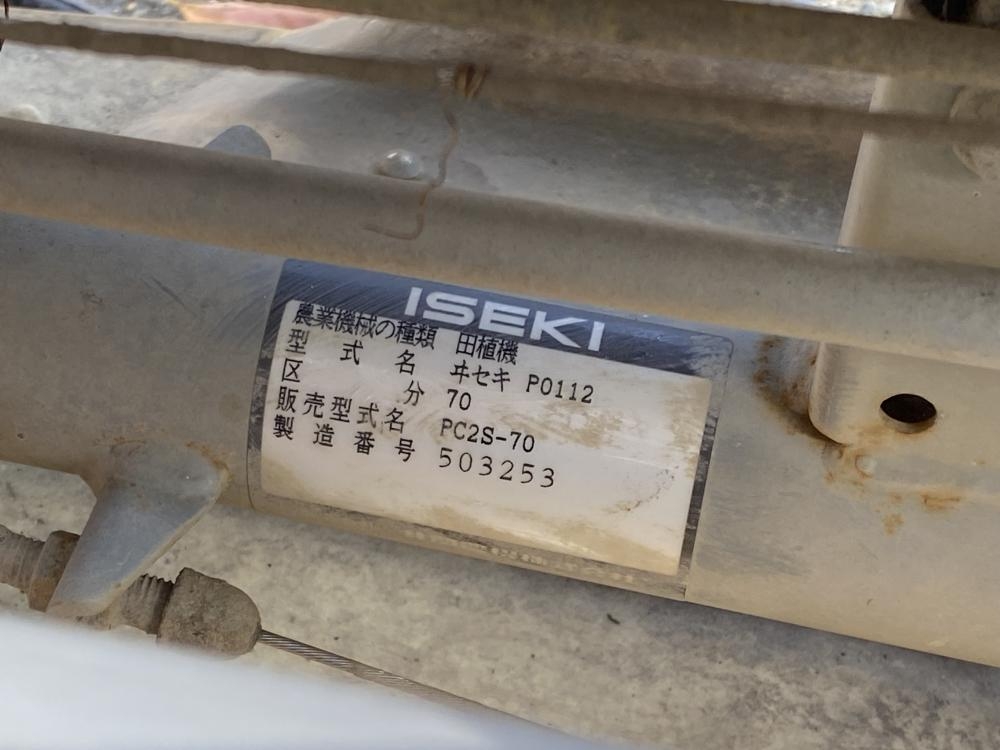 ISEKI
農業機械の種類 田植機
型式名 ヰセキ P0112
区分 70
販売型式名 PC2S-70
製造番号 503253